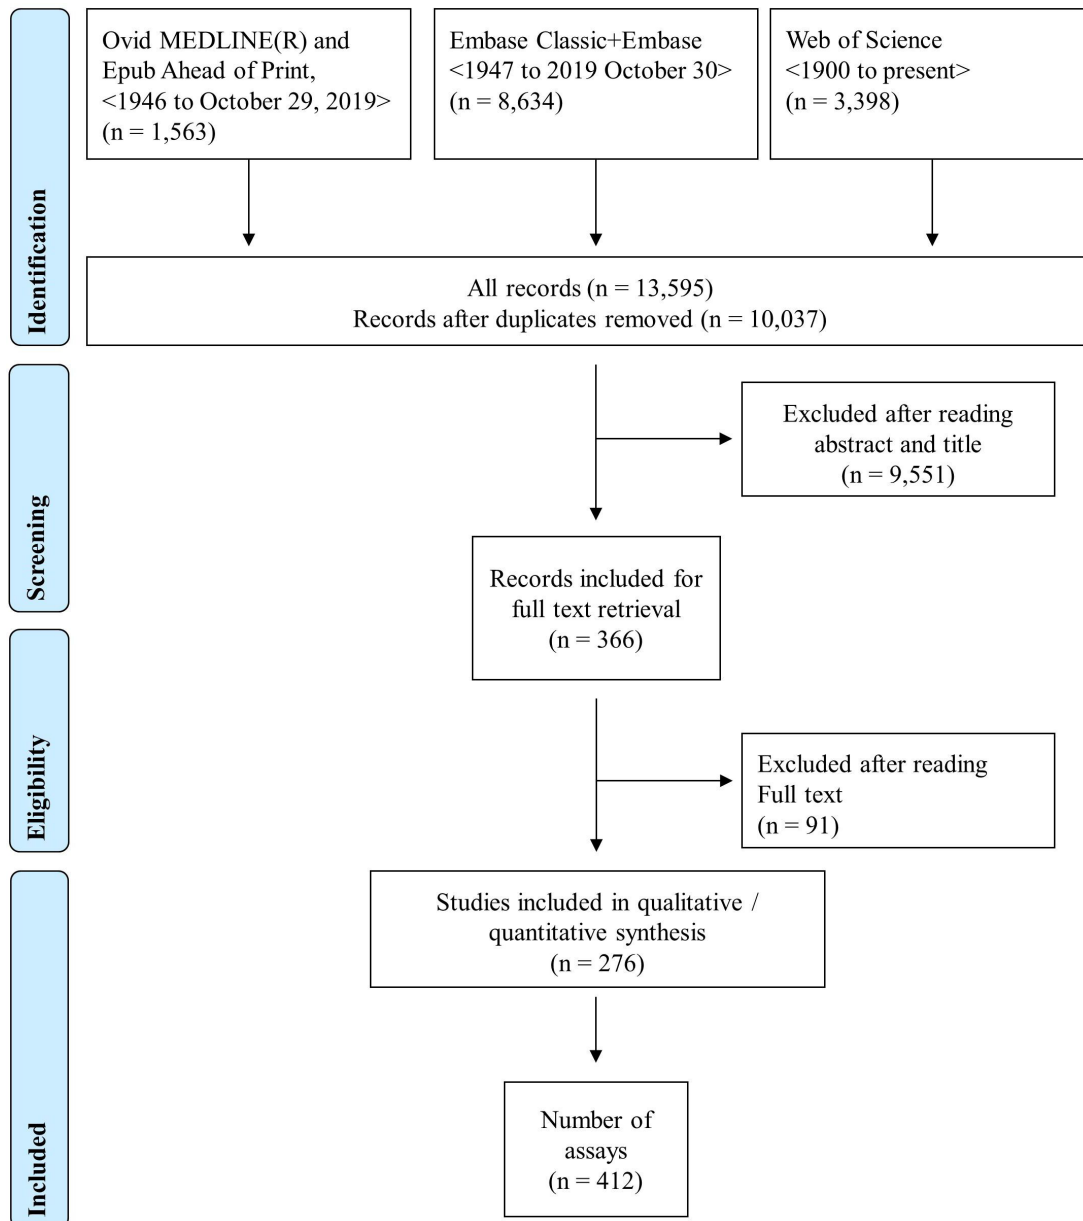 Identification
Ovid MEDLINE(R) and
Epub Ahead of Print,
<1946 to October 29, 2019>
(n = 1,563)
Embase Classic+Embase
<1947 to 2019 October 30>
(n = 8,634)
Web of Science
<1900 to present>
(n = 3,398)
All records (n = 13,595)
Records after duplicates removed (n = 10,037)
Screening
Excluded after reading
abstract and title
(n = 9,551)
Records included for
full text retrieval
(n = 366)
Eligibility
Excluded after reading
Full text
(n = 91)
Included
Studies included in qualitative /
quantitative synthesis
(n = 276)
Number of
assays
(n = 412)